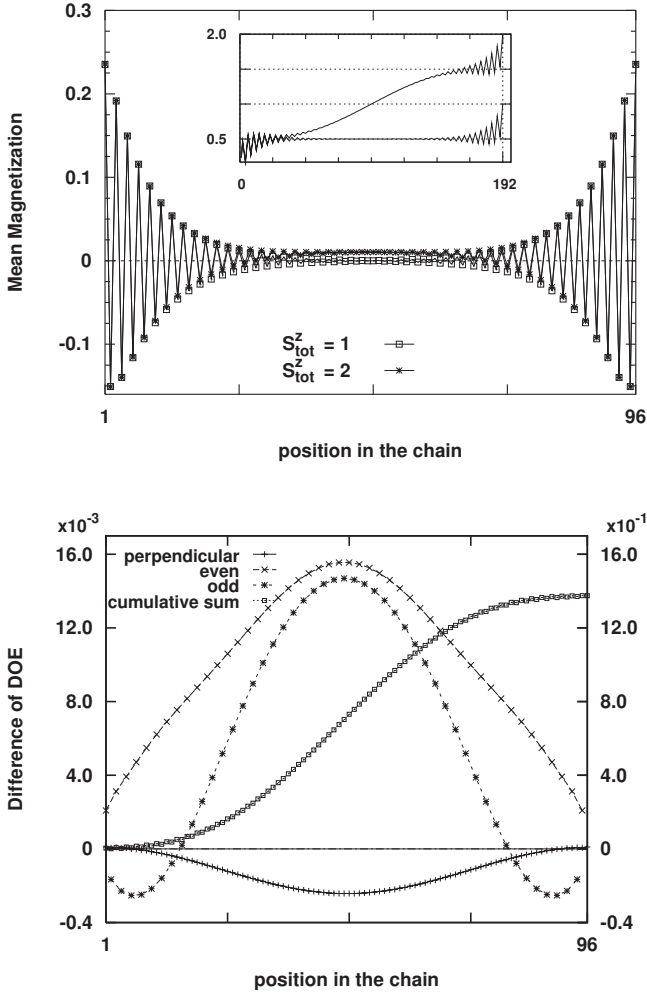 0.3
2.0
0.2
0.5
0.1
0
192
0
-0.1
S^z_tot = 1
S^z_tot = 2
1
96
Mean Magnetization
position in the chain
x10^-3
x10^-1
16.0
perpendicular
16.0
even
odd
cumulative sum
12.0
12.0
8.0
8.0
4.0
4.0
0
0
-0.4
-0.4
1
96
Difference of DOE
position in the chain